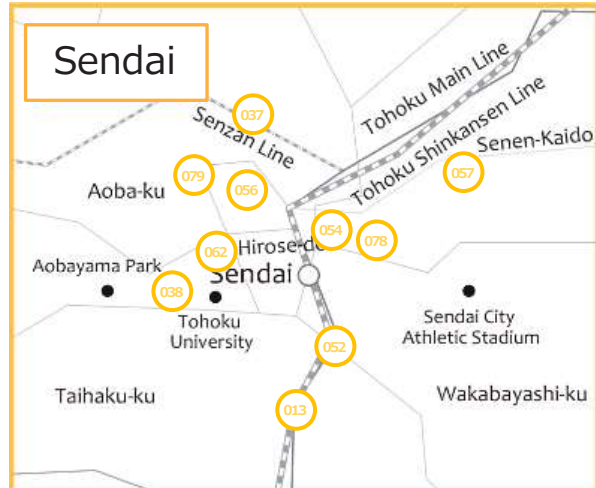 Sendai
Tohoku Main Line
Tohoku Shinkansen Line
Senzan Line
Senen-Kaido
037
057
079
056
Aoba-ku
054
078
062
Hirose-do
Sendai
Aobayama Park
038
Tohoku
University
Sendai City
Athletic Stadium
052
Taihaku-ku
Wakabayashi-ku
013